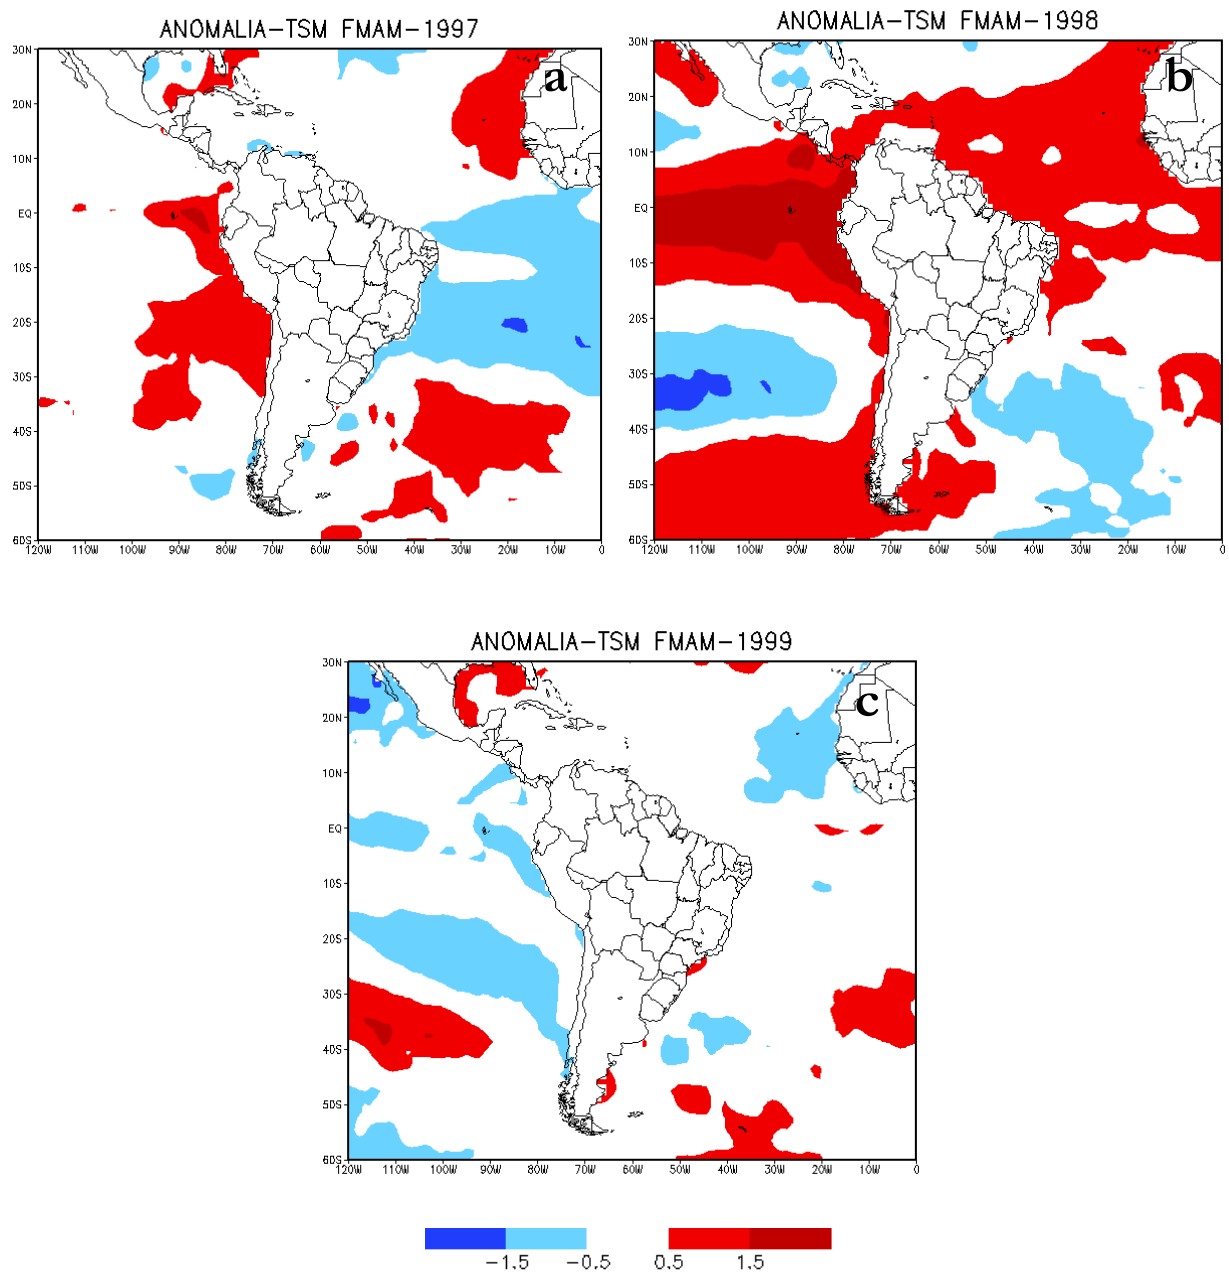 ANOMALIA-TSM FMAM-1997
a
30N
20N
10N
EQ
10S
20S
30S
40S
50S
60S
120W 110W 100W 90W 80W 70W 60W 50W 40W 30W 20W 10W 0
ANOMALIA-TSM FMAM-1998
b
30N
20N
10N
EQ
10S
20S
30S
40S
50S
60S
120W 110W 100W 90W 80W 70W 60W 50W 40W 30W 20W 10W 0
ANOMALIA-TSM FMAM-1999
c
30N
20N
10N
EQ
10S
20S
30S
40S
50S
60S
120W 110W 100W 90W 80W 70W 60W 50W 40W 30W 20W 10W 0
-1.5 -0.5 0.5 1.5